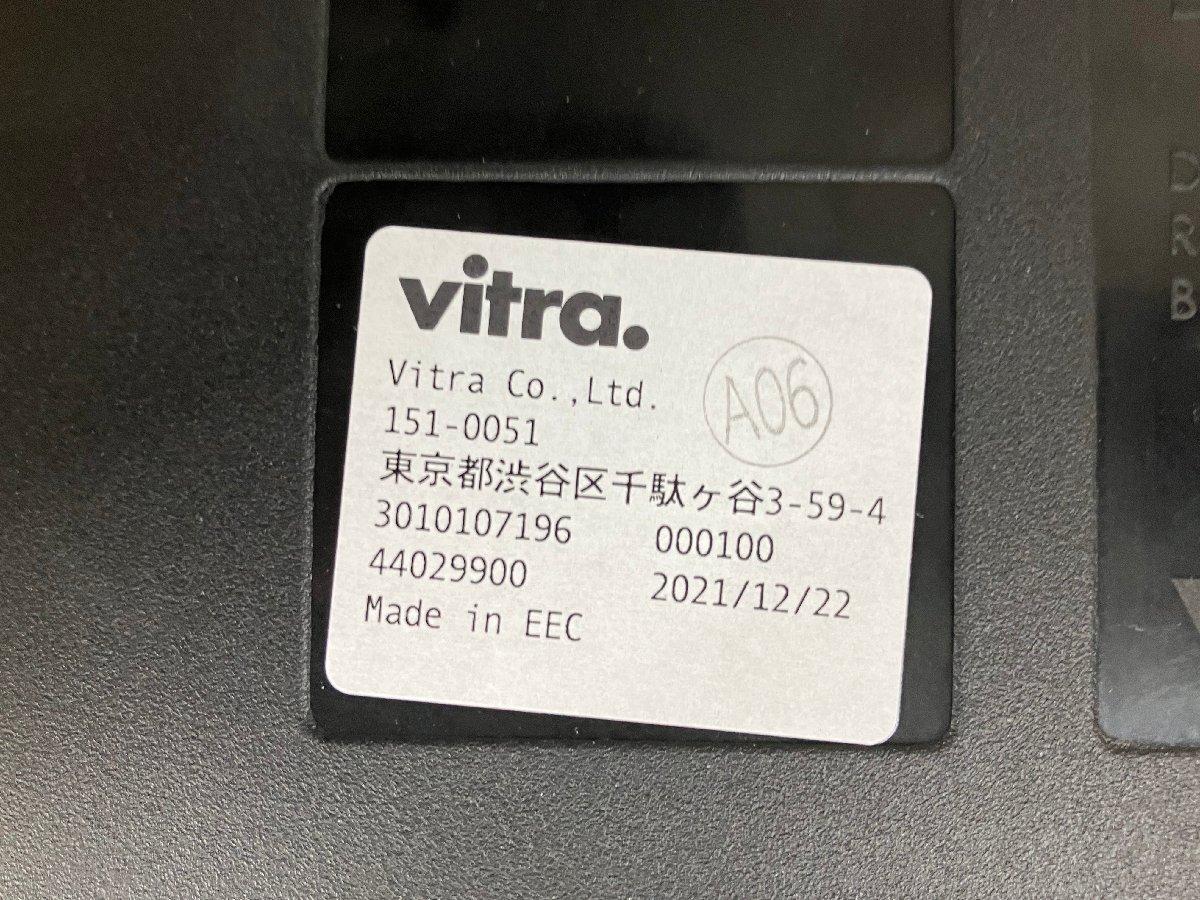 vitra.
Vitra Co.,Ltd.
A06
151-0051
東京都渋谷区千駄ヶ谷3-59-4
3010107196 000100
44029900 2021/12/22
Made in EEC
D
R
B